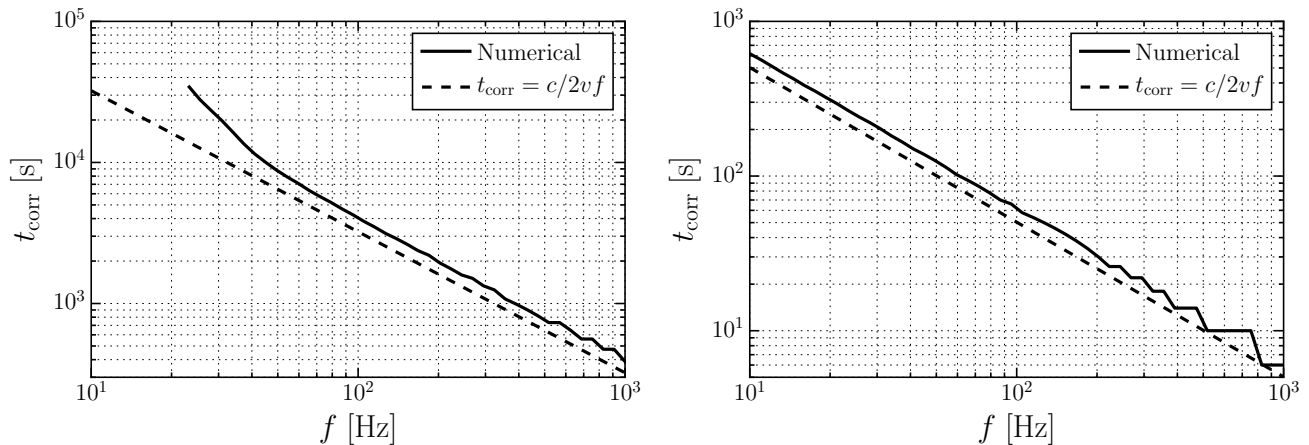 10^5
10^4
10^3
t_corr [s]
10^1
10^2
10^3
f [Hz]
Numerical
t_corr = c/2vf
10^3
10^2
10^1
t_corr [s]
10^1
10^2
10^3
f [Hz]
Numerical
t_corr = c/2vf